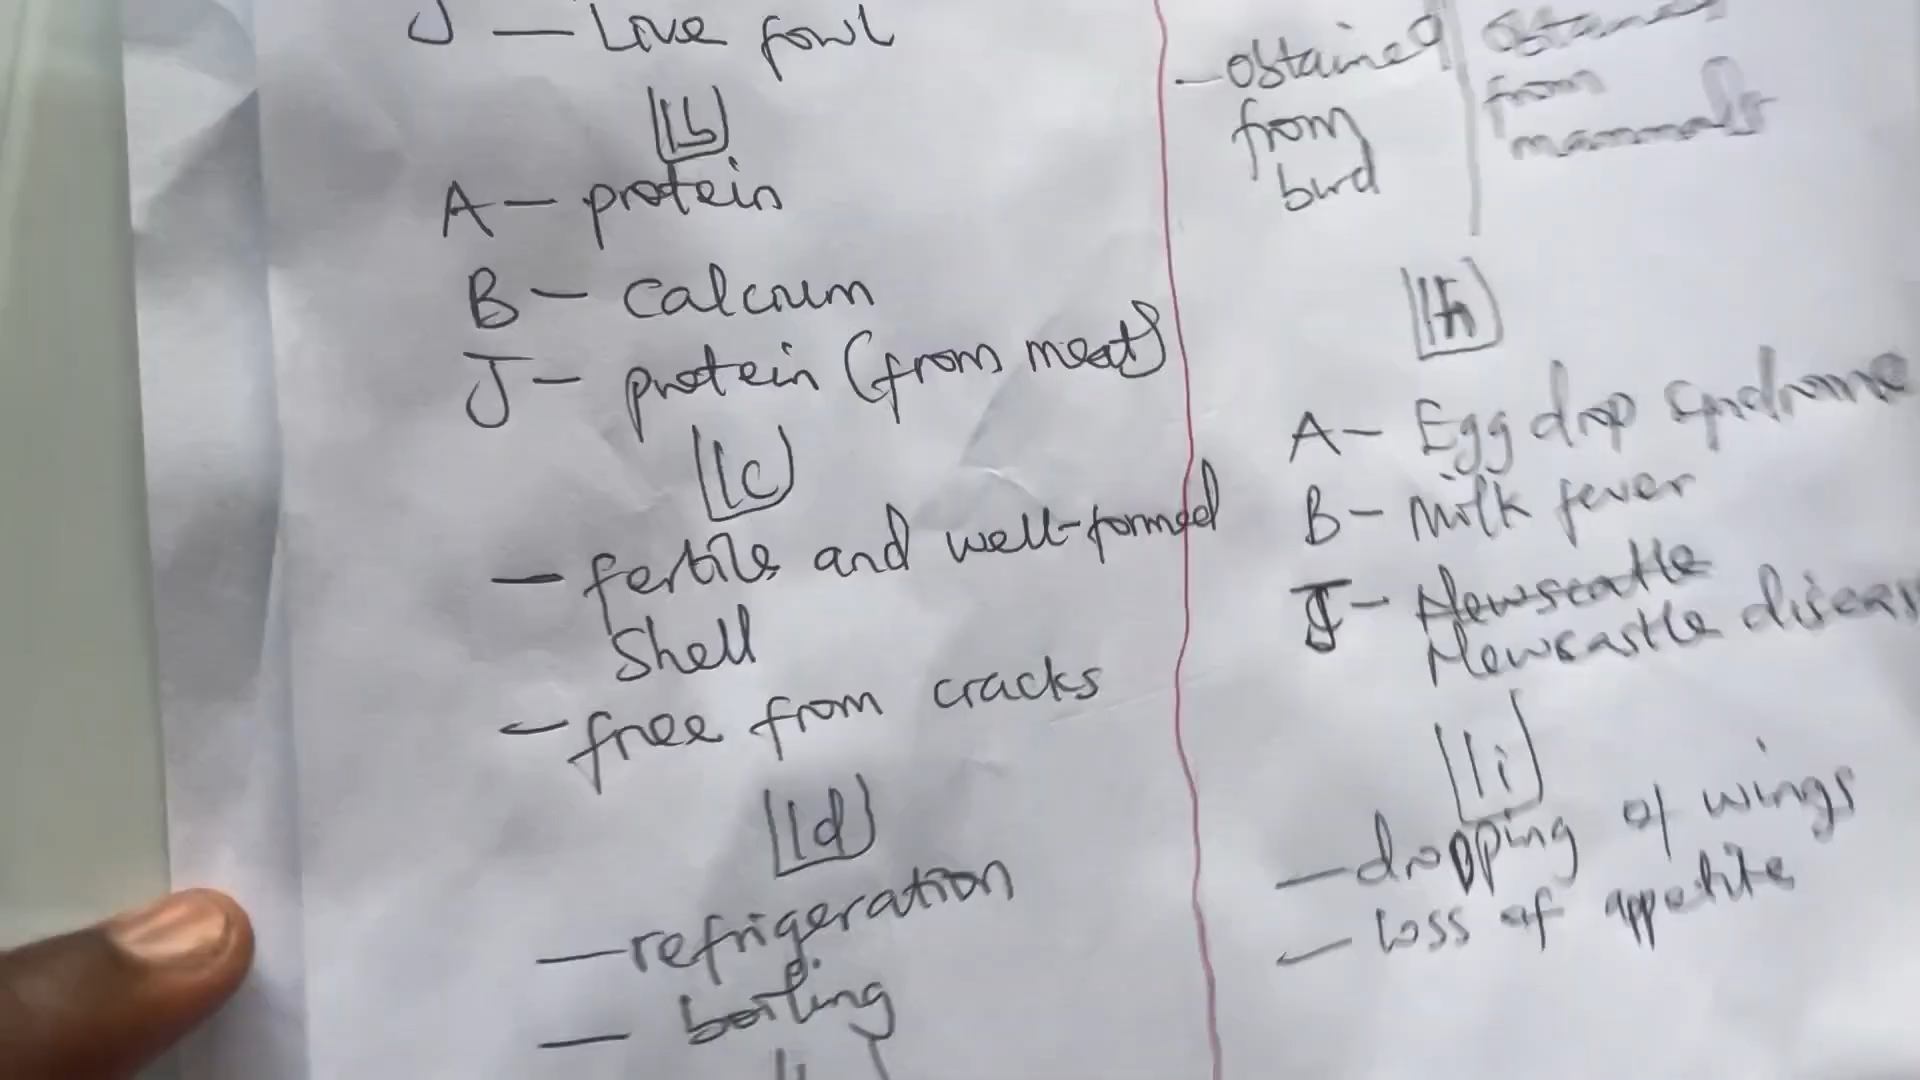 J — Live fowl
1b
A — protein
B — calcium
J — protein (from meat)
1c
— fertile and well-formed
shell
— free from cracks
1d
— refrigeration
— boiling
— obtained | obtained
from | from
bird | mammals
1h
A — Egg drop syndrome
B — Milk fever
J — Newscatle
Newcastle diseas
1i
— dropping of wings
— loss of appetite